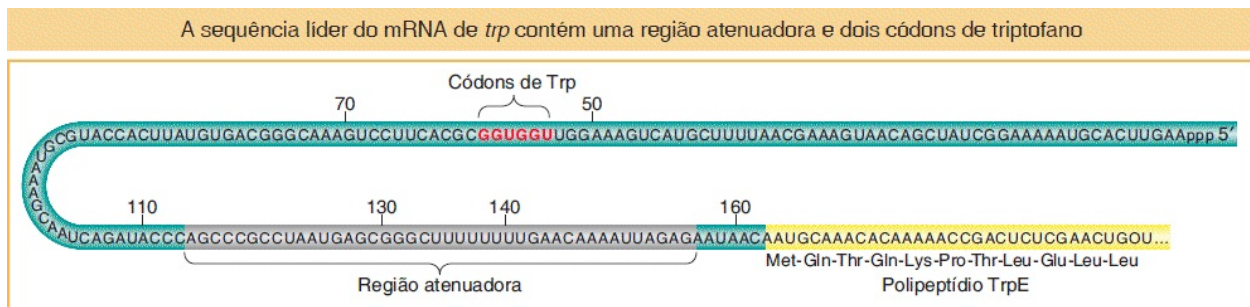 A sequência líder do mRNA de trp contém uma região atenuadora e dois códons de triptofano
Códons de Trp
70
50
CGUACCACUUAUGUGACGGGCAAAGUCCUUCACGCGGUGGUUGGAAAGUCAUGCUUUUAACGAAAGUAACAGCUAUCGGAAAAAUGCACUUGAAppp 5′
110
130
140
160
UCAGAUACCCAGCCCGCCUAAUGAGCGGGCUUUUUUUUGAACAAAAUUAGAGAAUAACAAUGCAAACACAAAAACCGACUCUCGAACUGOU...
Met-Gln-Thr-Gln-Lys-Pro-Thr-Leu-Glu-Leu-Leu
Região atenuadora
Polipeptídio TrpE